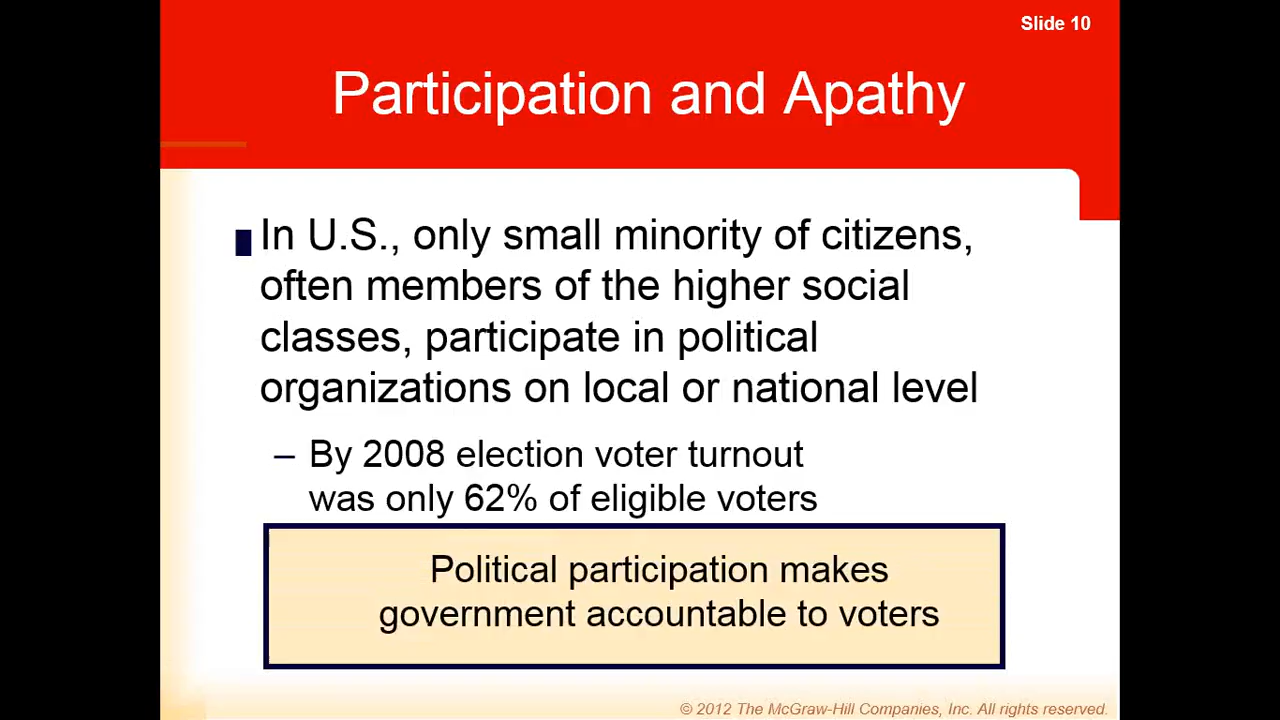 Slide 10
Participation and Apathy
In U.S., only small minority of citizens,
often members of the higher social
classes, participate in political
organizations on local or national level
– By 2008 election voter turnout
was only 62% of eligible voters
Political participation makes
government accountable to voters
© 2012 The McGraw-Hill Companies, Inc. All rights reserved.